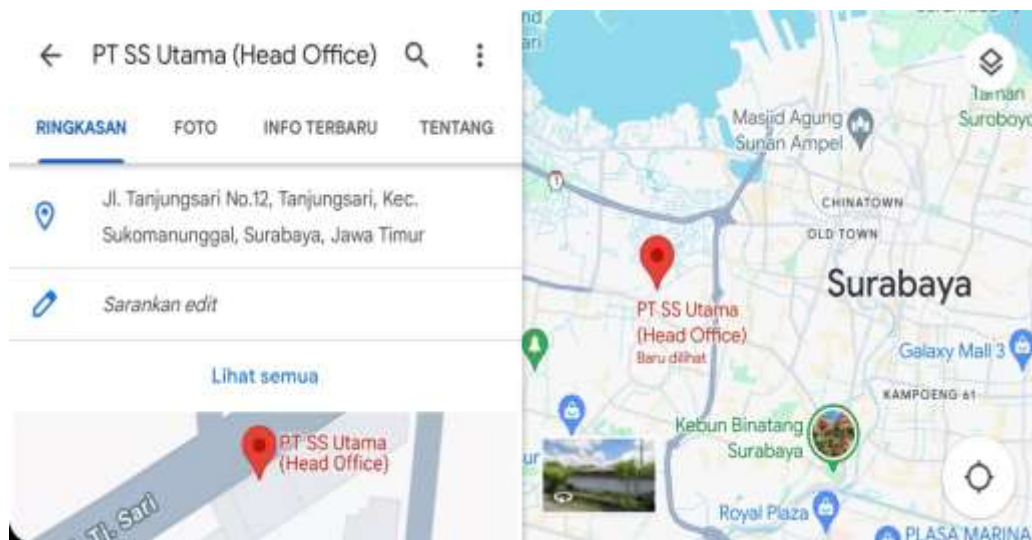 PT SS Utama (Head Office)
RINGKASAN FOTO INFO TERBARU TENTANG
Jl. Tanjungsari No.12, Tanjungsari, Kec.
Sukomanunggal, Surabaya, Jawa Timur
Sarankan edit
Lihat semua
PT SS Utama
(Head Office)
Tj. Sari
Taman
Suroboyo
Masjid Agung
Sunan Ampel
1
CHINATOWN
OLD TOWN
Surabaya
PT SS Utama
(Head Office)
Baru dilihat
Galaxy Mall 3
KAMPOENG 61
Kebun Binatang
Surabaya
ur
Royal Plaza
PLASA MARINA